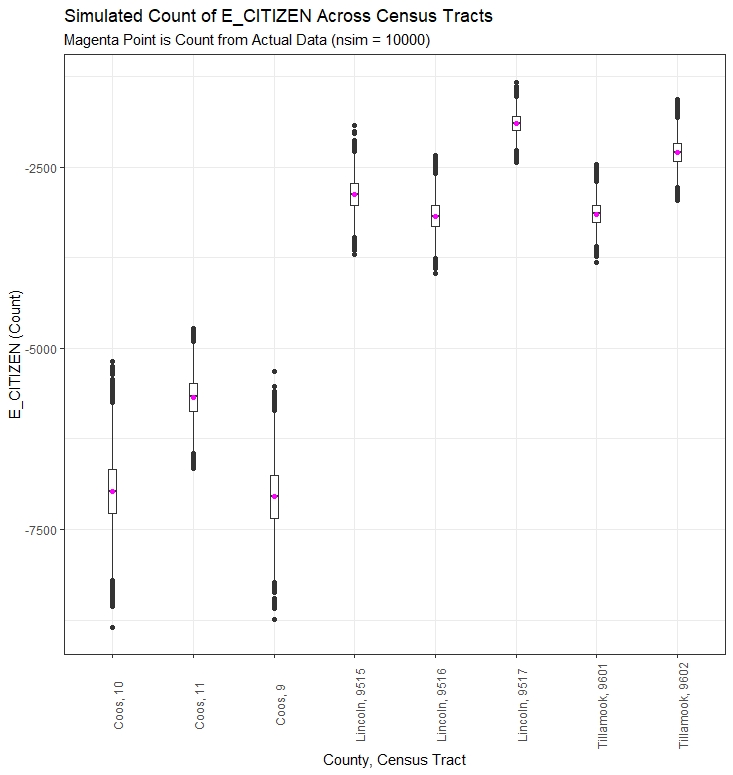 Simulated Count of E_CITIZEN Across Census Tracts
Magenta Point is Count from Actual Data (nsim = 10000)
E_CITIZEN (Count)
-2500
-5000
-7500
Coos, 10
Coos, 11
Coos, 9
Lincoln, 9515
Lincoln, 9516
Lincoln, 9517
Tillamook, 9601
Tillamook, 9602
County, Census Tract